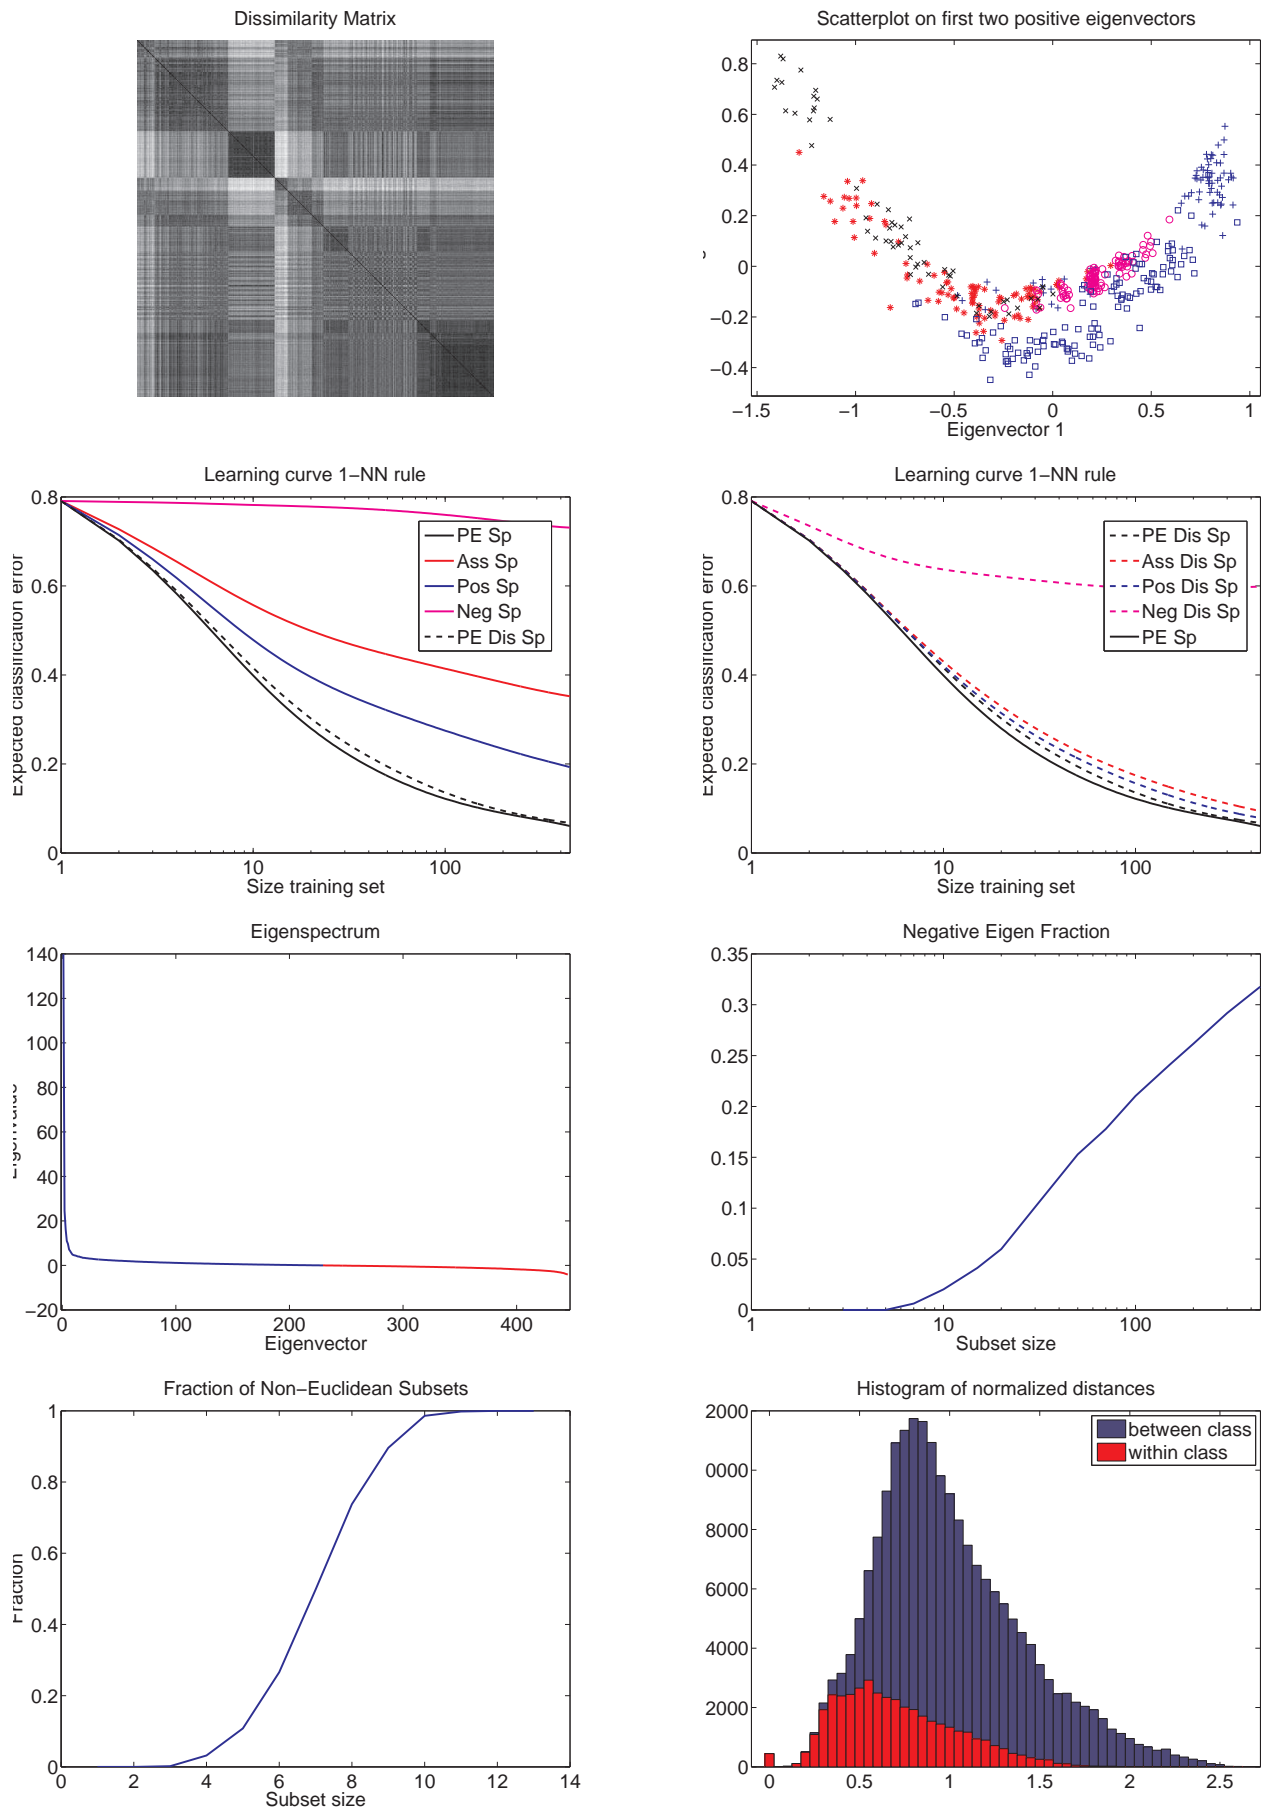 Dissimilarity Matrix
Scatterplot on first two positive eigenvectors
0.8
0.6
0.4
0.2
0
−0.2
−0.4
−1.5 −1 −0.5 0 0.5 1
Eigenvector 1
Learning curve 1−NN rule
Expected classification error
0.8
0.6
0.4
0.2
0
1 10 100
Size training set
PE Sp
Ass Sp
Pos Sp
Neg Sp
PE Dis Sp
Learning curve 1−NN rule
Expected classification error
0.8
0.6
0.4
0.2
0
1 10 100
Size training set
PE Dis Sp
Ass Dis Sp
Pos Dis Sp
Neg Dis Sp
PE Sp
Eigenspectrum
Eigenvalue
140
120
100
80
60
40
20
0
−20
0 100 200 300 400
Eigenvector
Negative Eigen Fraction
0.35
0.3
0.25
0.2
0.15
0.1
0.05
0
1 10 100
Subset size
Fraction of Non−Euclidean Subsets
Fraction
1
0.8
0.6
0.4
0.2
0
0 2 4 6 8 10 12 14
Subset size
Histogram of normalized distances
2000
0000
8000
6000
4000
2000
0
0 0.5 1 1.5 2 2.5
between class
within class